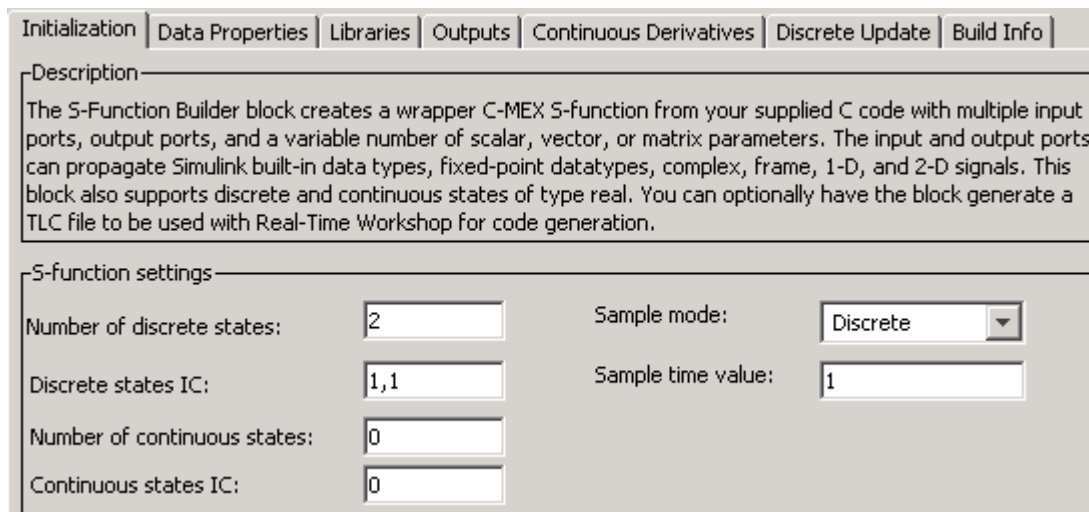 Initialization Data Properties Libraries Outputs Continuous Derivatives Discrete Update Build Info
Description
The S-Function Builder block creates a wrapper C-MEX S-function from your supplied C code with multiple input
ports, output ports, and a variable number of scalar, vector, or matrix parameters. The input and output ports
can propagate Simulink built-in data types, fixed-point datatypes, complex, frame, 1-D, and 2-D signals. This
block also supports discrete and continuous states of type real. You can optionally have the block generate a
TLC file to be used with Real-Time Workshop for code generation.
S-function settings
Number of discrete states: 2 Sample mode: Discrete
Discrete states IC: 1,1 Sample time value: 1
Number of continuous states: 0
Continuous states IC: 0